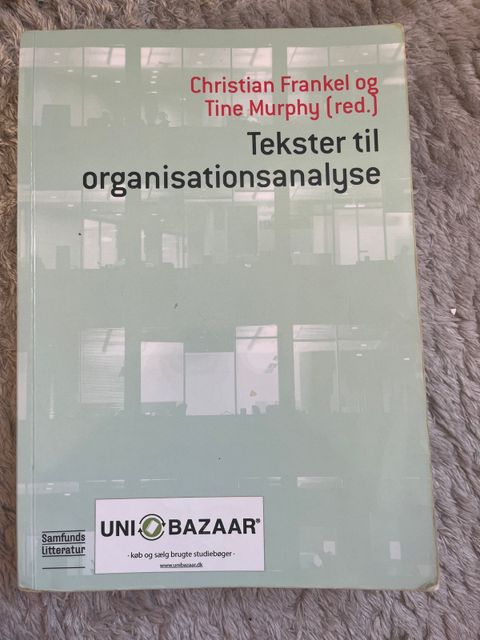 Christian Frankel og
Tine Murphy (red.)
Tekster til
organisationsanalyse
Samfunds
litteratur
UNI BAZAAR®
- køb og sælg brugte studiebøger -
www.unibazaar.dk